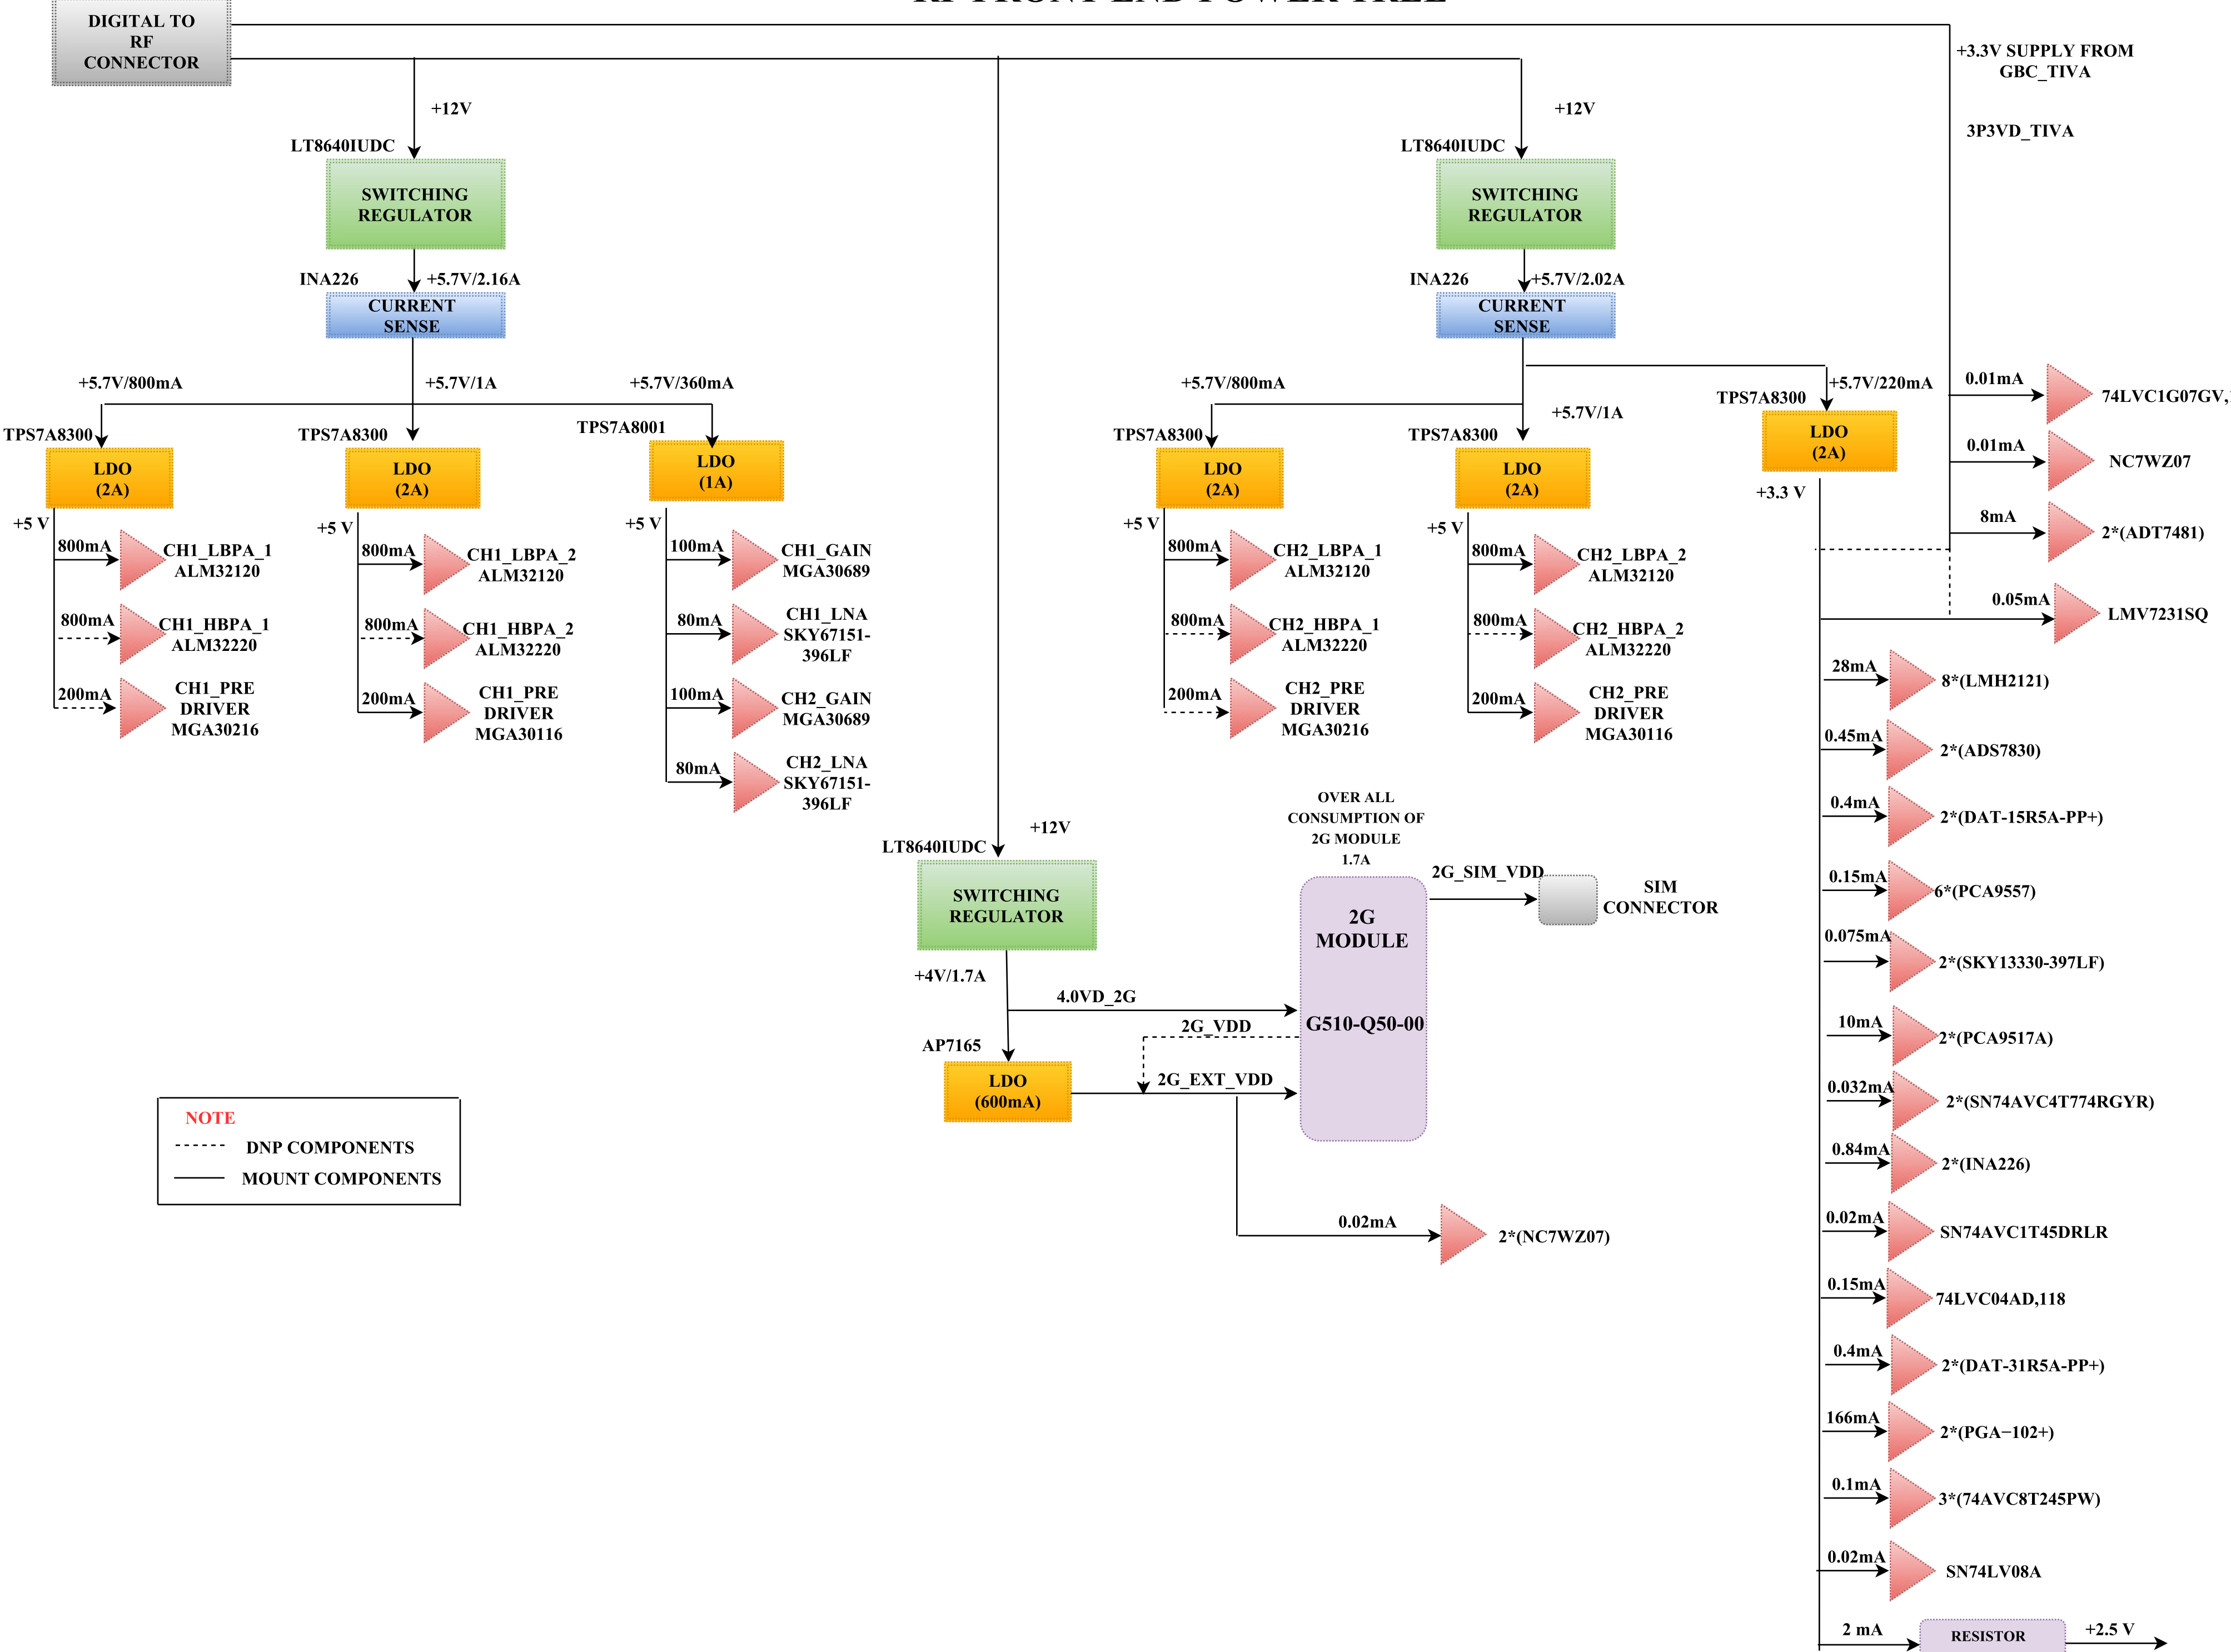 RF FRONT END POWER TREE
DIGITAL TO
RF
CONNECTOR
+3.3V SUPPLY FROM
GBC_TIVA
3P3VD_TIVA
+12V
LT8640IUDC
SWITCHING
REGULATOR
INA226
+5.7V/2.16A
CURRENT
SENSE
+5.7V/800mA
+5.7V/1A
+5.7V/360mA
TPS7A8300
LDO
(2A)
+5 V
800mA
CH1_LBPA_1
ALM32120
800mA
CH1_HBPA_1
ALM32220
200mA
CH1_PRE
DRIVER
MGA30216
TPS7A8300
LDO
(2A)
+5 V
800mA
CH1_LBPA_2
ALM32120
800mA
CH1_HBPA_2
ALM32220
200mA
CH1_PRE
DRIVER
MGA30116
TPS7A8001
LDO
(1A)
+5 V
100mA
CH1_GAIN
MGA30689
80mA
CH1_LNA
SKY67151-
396LF
100mA
CH2_GAIN
MGA30689
80mA
CH2_LNA
SKY67151-
396LF
+12V
LT8640IUDC
SWITCHING
REGULATOR
INA226
+5.7V/2.02A
CURRENT
SENSE
+5.7V/800mA
+5.7V/1A
+5.7V/220mA
TPS7A8300
LDO
(2A)
+5 V
800mA
CH2_LBPA_1
ALM32120
800mA
CH2_HBPA_1
ALM32220
200mA
CH2_PRE
DRIVER
MGA30216
TPS7A8300
LDO
(2A)
+5 V
800mA
CH2_LBPA_2
ALM32120
800mA
CH2_HBPA_2
ALM32220
200mA
CH2_PRE
DRIVER
MGA30116
TPS7A8300
LDO
(2A)
+3.3 V
0.01mA
74LVC1G07GV,
0.01mA
NC7WZ07
8mA
2*(ADT7481)
0.05mA
LMV7231SQ
28mA
8*(LMH2121)
0.45mA
2*(ADS7830)
0.4mA
2*(DAT-15R5A-PP+)
0.15mA
6*(PCA9557)
0.075mA
2*(SKY13330-397LF)
10mA
2*(PCA9517A)
0.032mA
2*(SN74AVC4T774RGYR)
0.84mA
2*(INA226)
0.02mA
SN74AVC1T45DRLR
0.15mA
74LVC04AD,118
0.4mA
2*(DAT-31R5A-PP+)
166mA
2*(PGA−102+)
0.1mA
3*(74AVC8T245PW)
0.02mA
SN74LV08A
2 mA
RESISTOR
+2.5 V
+12V
LT8640IUDC
SWITCHING
REGULATOR
+4V/1.7A
4.0VD_2G
AP7165
LDO
(600mA)
2G_VDD
2G_EXT_VDD
OVER ALL
CONSUMPTION OF
2G MODULE
1.7A
2G
MODULE
G510-Q50-00
2G_SIM_VDD
SIM
CONNECTOR
0.02mA
2*(NC7WZ07)
NOTE
DNP COMPONENTS
MOUNT COMPONENTS